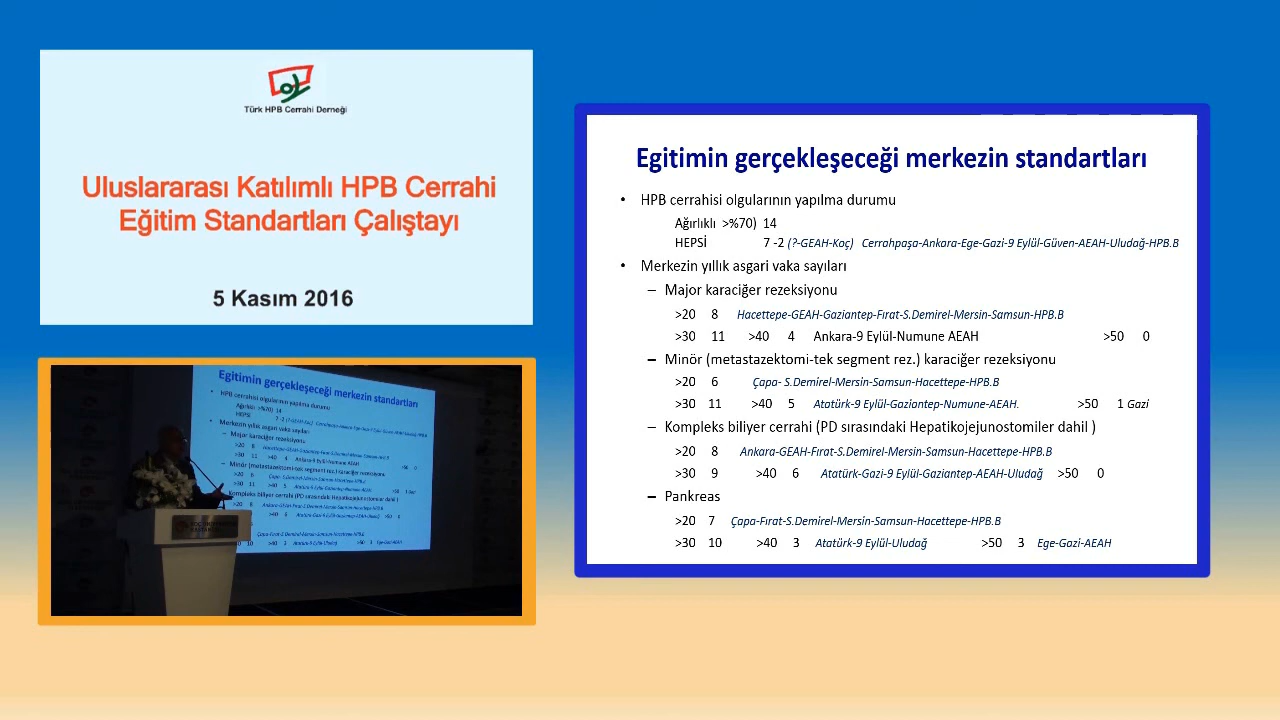 Türk HPB Cerrahi Derneği
Uluslararası Katılımlı HPB Cerrahi
Eğitim Standartları Çalıştayı
5 Kasım 2016
Egitimin gerçekleşeceği merkezin standartları
• HPB cerrahisi olgularının yapılma durumu
Ağırlıklı >%70) 14
HEPSİ 7 -2 (?-GEAH-Koç) Cerrahpaşa-Ankara-Ege-Gazi-9 Eylül-Güven-AEAH-Uludağ-HPB.B
• Merkezin yıllık asgari vaka sayıları
– Major karaciğer rezeksiyonu
>20 8 Hacettepe-GEAH-Gaziantep-Fırat-S.Demirel-Mersin-Samsun-HPB.B
>30 11 >40 4 Ankara-9 Eylül-Numune AEAH >50 0
– Minör (metastazektomi-tek segment rez.) karaciğer rezeksiyonu
>20 6 Çapa- S.Demirel-Mersin-Samsun-Hacettepe-HPB.B
>30 11 >40 5 Atatürk-9 Eylül-Gaziontep-Numune-AEAH. >50 1 Gazi
– Kompleks biliyer cerrahi (PD sırasındaki Hepatikojejunostomiler dahil )
>20 8 Ankara-GEAH-Fırat-S.Demirel-Mersin-Samsun-Hacettepe-HPB.B
>30 9 >40 6 Atatürk-Gazi-9 Eylül-Gaziantep-AEAH-Uludağ >50 0
– Pankreas
>20 7 Çapa-Fırat-S.Demirel-Mersin-Samsun-Hacettepe-HPB.B
>30 10 >40 3 Atatürk-9 Eylül-Uludağ >50 3 Ege-Gazi-AEAH